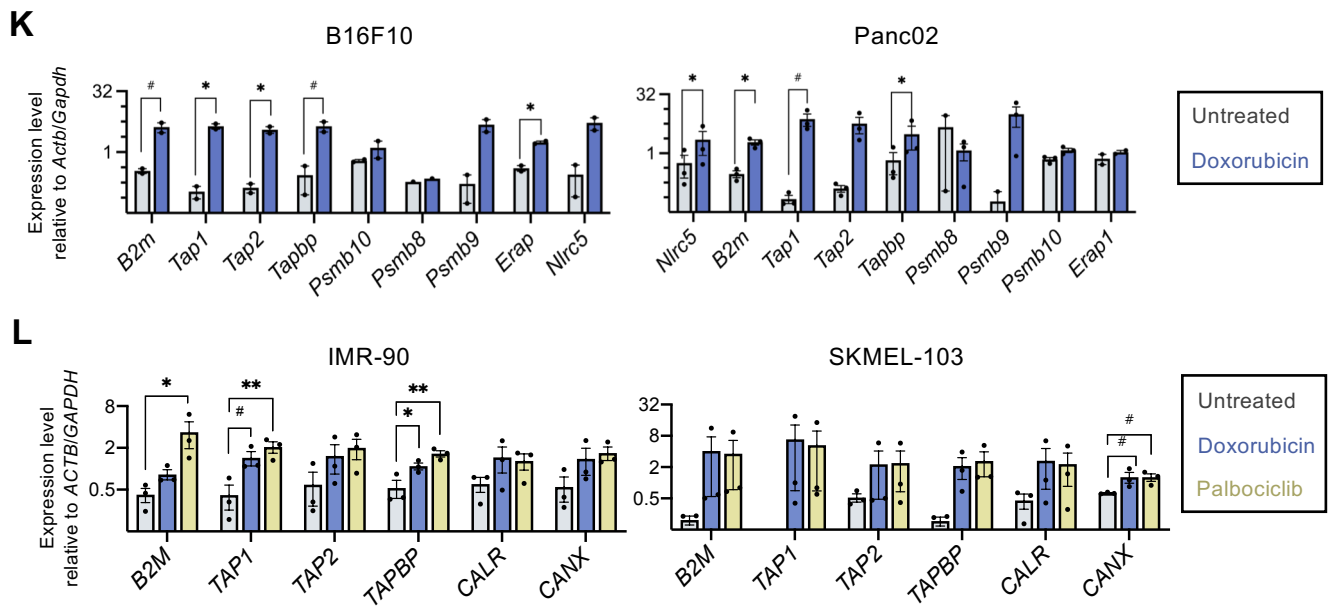 K
B16F10
Panc02
Expression level
relative to Actb/Gapdh
32
1
# * * # *
32
1
* * # *
Untreated
Doxorubicin
B2m Tap1 Tap2 Tapbp Psmb10 Psmb8 Psmb9 Erap Nlrc5
Nlrc5 B2m Tap1 Tap2 Tapbp Psmb8 Psmb9 Psmb10 Erap1
L
IMR-90
SKMEL-103
Expression level
relative to ACTB/GAPDH
8
2
0.5
* # ** * **
32
8
2
0.5
# #
Untreated
Doxorubicin
Palbociclib
B2M TAP1 TAP2 TAPBP CALR CANX
B2M TAP1 TAP2 TAPBP CALR CANX